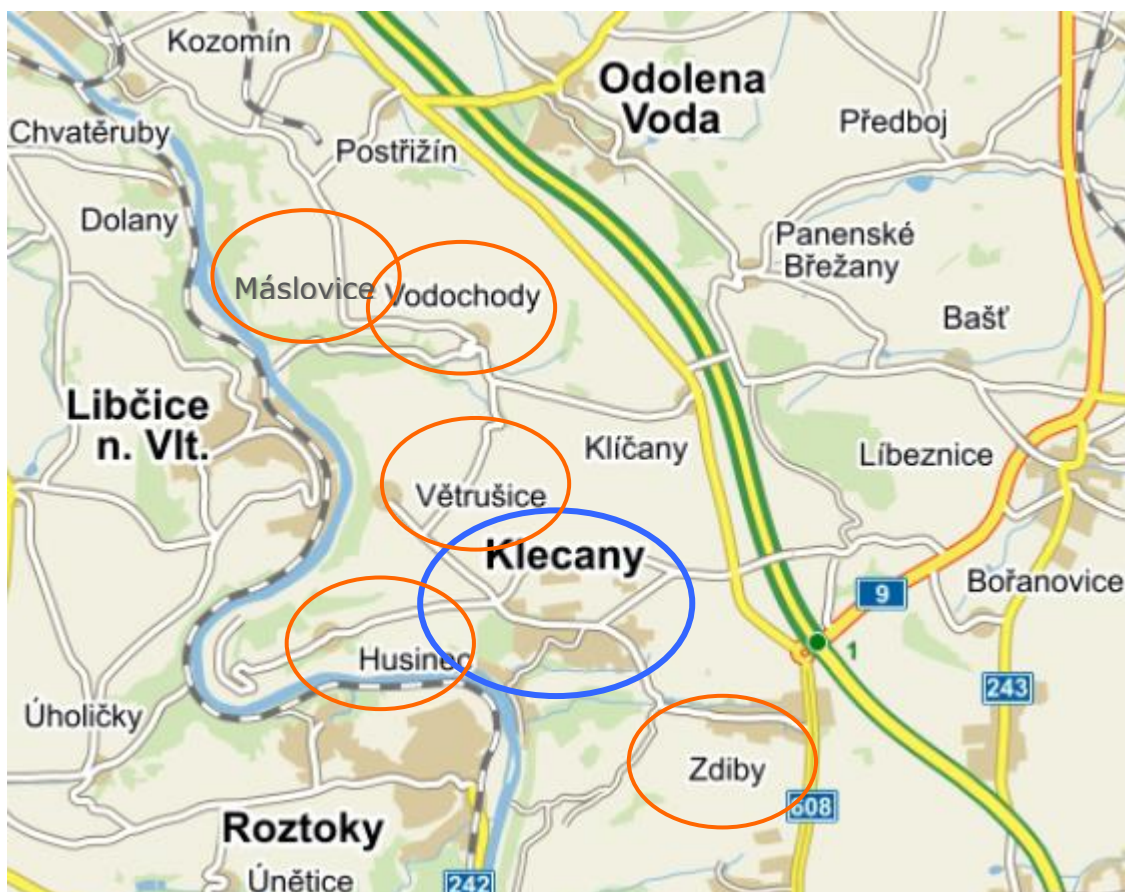 Kozomín
Odolena
Voda
Předboj
Chvatěruby
Postřižín
Dolany
Panenské
Břežany
Máslovice
Vodochody
Bašť
Libčice
n. Vlt.
Klíčany
Líbeznice
Větrušice
Klecany
Bořanovice
9
1
Husinec
243
Úholičky
Zdiby
608
Roztoky
Únětice
242